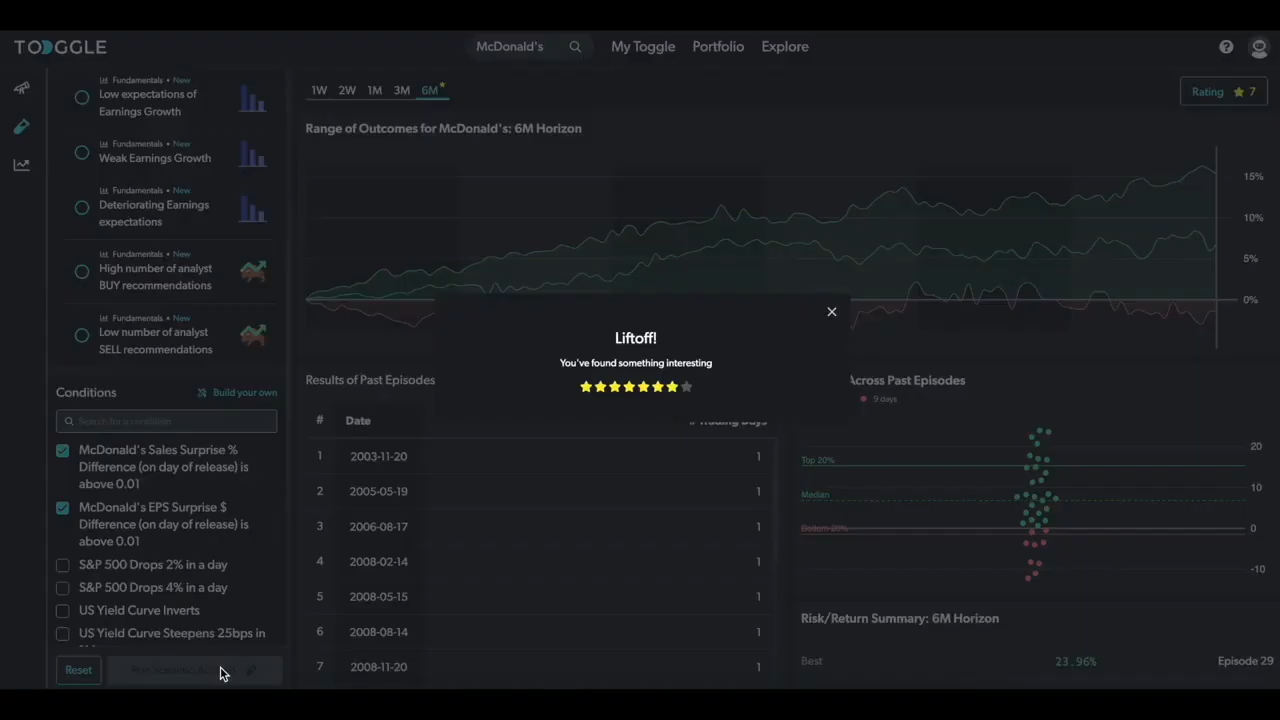 TOGGLE
McDonald's
My Toggle
Portfolio
Explore
Fundamentals • New
Low expectations of
Earnings Growth
Fundamentals • New
Weak Earnings Growth
Fundamentals • New
Deteriorating Earnings
expectations
Fundamentals • New
High number of analyst
BUY recommendations
Fundamentals • New
Low number of analyst
SELL recommendations
Conditions
Build your own
Search for a condition
McDonald's Sales Surprise %
Difference (on day of release) is
above 0.01
McDonald's EPS Surprise $
Difference (on day of release) is
above 0.01
S&P 500 Drops 2% in a day
S&P 500 Drops 4% in a day
US Yield Curve Inverts
US Yield Curve Steepens 25bps in
Reset
1W 2W 1M 3M 6M
Rating 7
Range of Outcomes for McDonald's: 6M Horizon
15%
10%
5%
0%
Liftoff!
You've found something interesting
Results of Past Episodes
# Date # Trading Days
1 2003-11-20 1
2 2005-05-19 1
3 2006-08-17 1
4 2008-02-14 1
5 2008-05-15 1
6 2008-08-14 1
7 2008-11-20 1
Across Past Episodes
9 days
Top 20%
Median
Bottom 20%
20
10
0
-10
Risk/Return Summary: 6M Horizon
Best 23.96% Episode 29